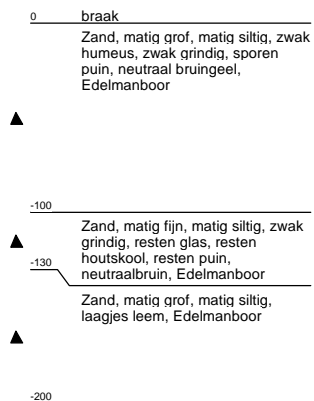 0 braak
Zand, matig grof, matig siltig, zwak
humeus, zwak grindig, sporen
puin, neutraal bruingeel,
Edelmanboor
-100
Zand, matig fijn, matig siltig, zwak
grindig, resten glas, resten
houtskool, resten puin,
neutraalbruin, Edelmanboor
-130
Zand, matig grof, matig siltig,
laagjes leem, Edelmanboor
-200